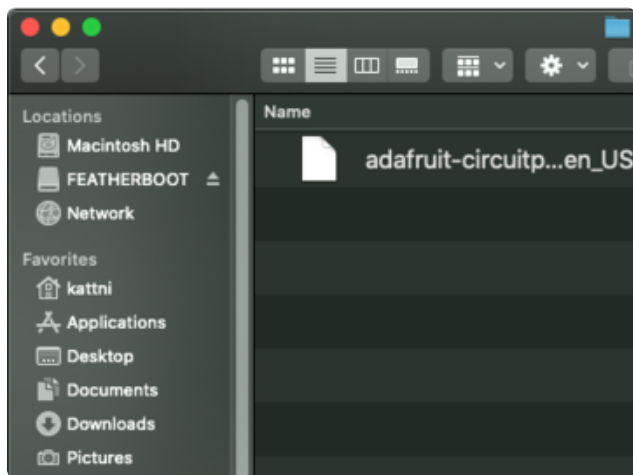 Name
adafruit-circuitp...en_US
Locations
Macintosh HD
FEATHERBOOT
Network
Favorites
kattni
Applications
Desktop
Documents
Downloads
Pictures